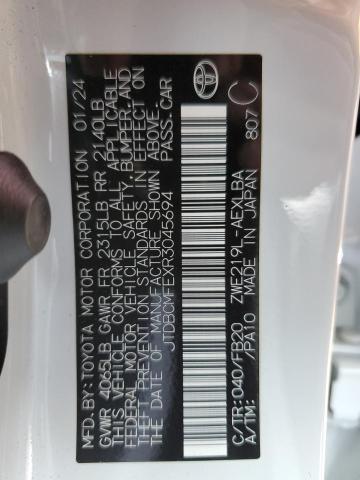 MFD. BY: TOYOTA MOTOR CORPORATION 01/24
GVWR 4065LB GAWR FR 2315LB RR 2140LB
THIS VEHICLE CONFORMS TO ALL APPLICABLE
FEDERAL MOTOR VEHICLE SAFETY, BUMPER, AND
THEFT PREVENTION STANDARDS IN EFFECT ON
THE DATE OF MANUFACTURE SHOWN ABOVE.
JTDBCMFEXR3045694 PASS. CAR
TOYOTA
C/TR: 040/FB20 ZWE219L-AEXLBA
A/TM: /PA10 MADE IN JAPAN 807 C